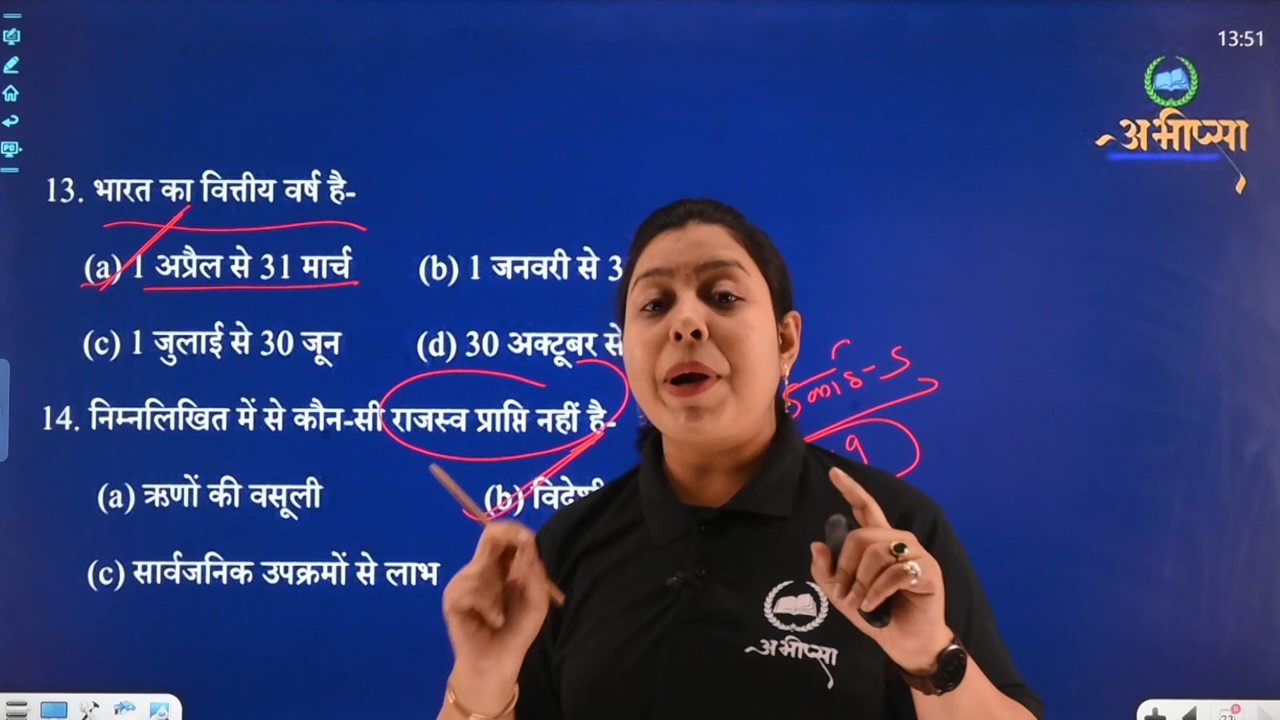 13:51
अभीप्सा
13. भारत का वित्तीय वर्ष है-
(a) 1 अप्रैल से 31 मार्च (b) 1 जनवरी से 3
(c) 1 जुलाई से 30 जून (d) 30 अक्टूबर से
14. निम्नलिखित में से कौन-सी राजस्व प्राप्ति नहीं है-
(a) ऋणों की वसूली (b)
(c) सार्वजनिक उपक्रमों से लाभ
अभीप्सा